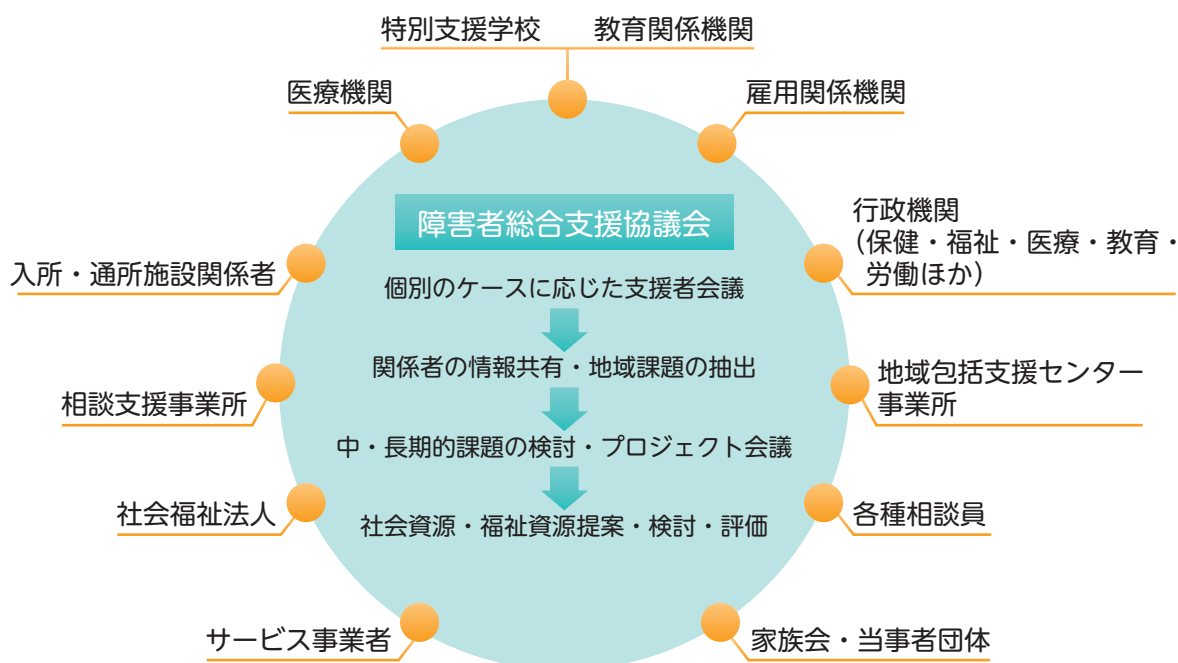 特別支援学校 教育関係機関
医療機関
雇用関係機関
障害者総合支援協議会
行政機関
（保健・福祉・医療・教育・
労働ほか）
入所・通所施設関係者
個別のケースに応じた支援者会議
関係者の情報共有・地域課題の抽出
地域包括支援センター
事業所
相談支援事業所
中・長期的課題の検討・プロジェクト会議
社会福祉法人
各種相談員
社会資源・福祉資源提案・検討・評価
サービス事業者
家族会・当事者団体